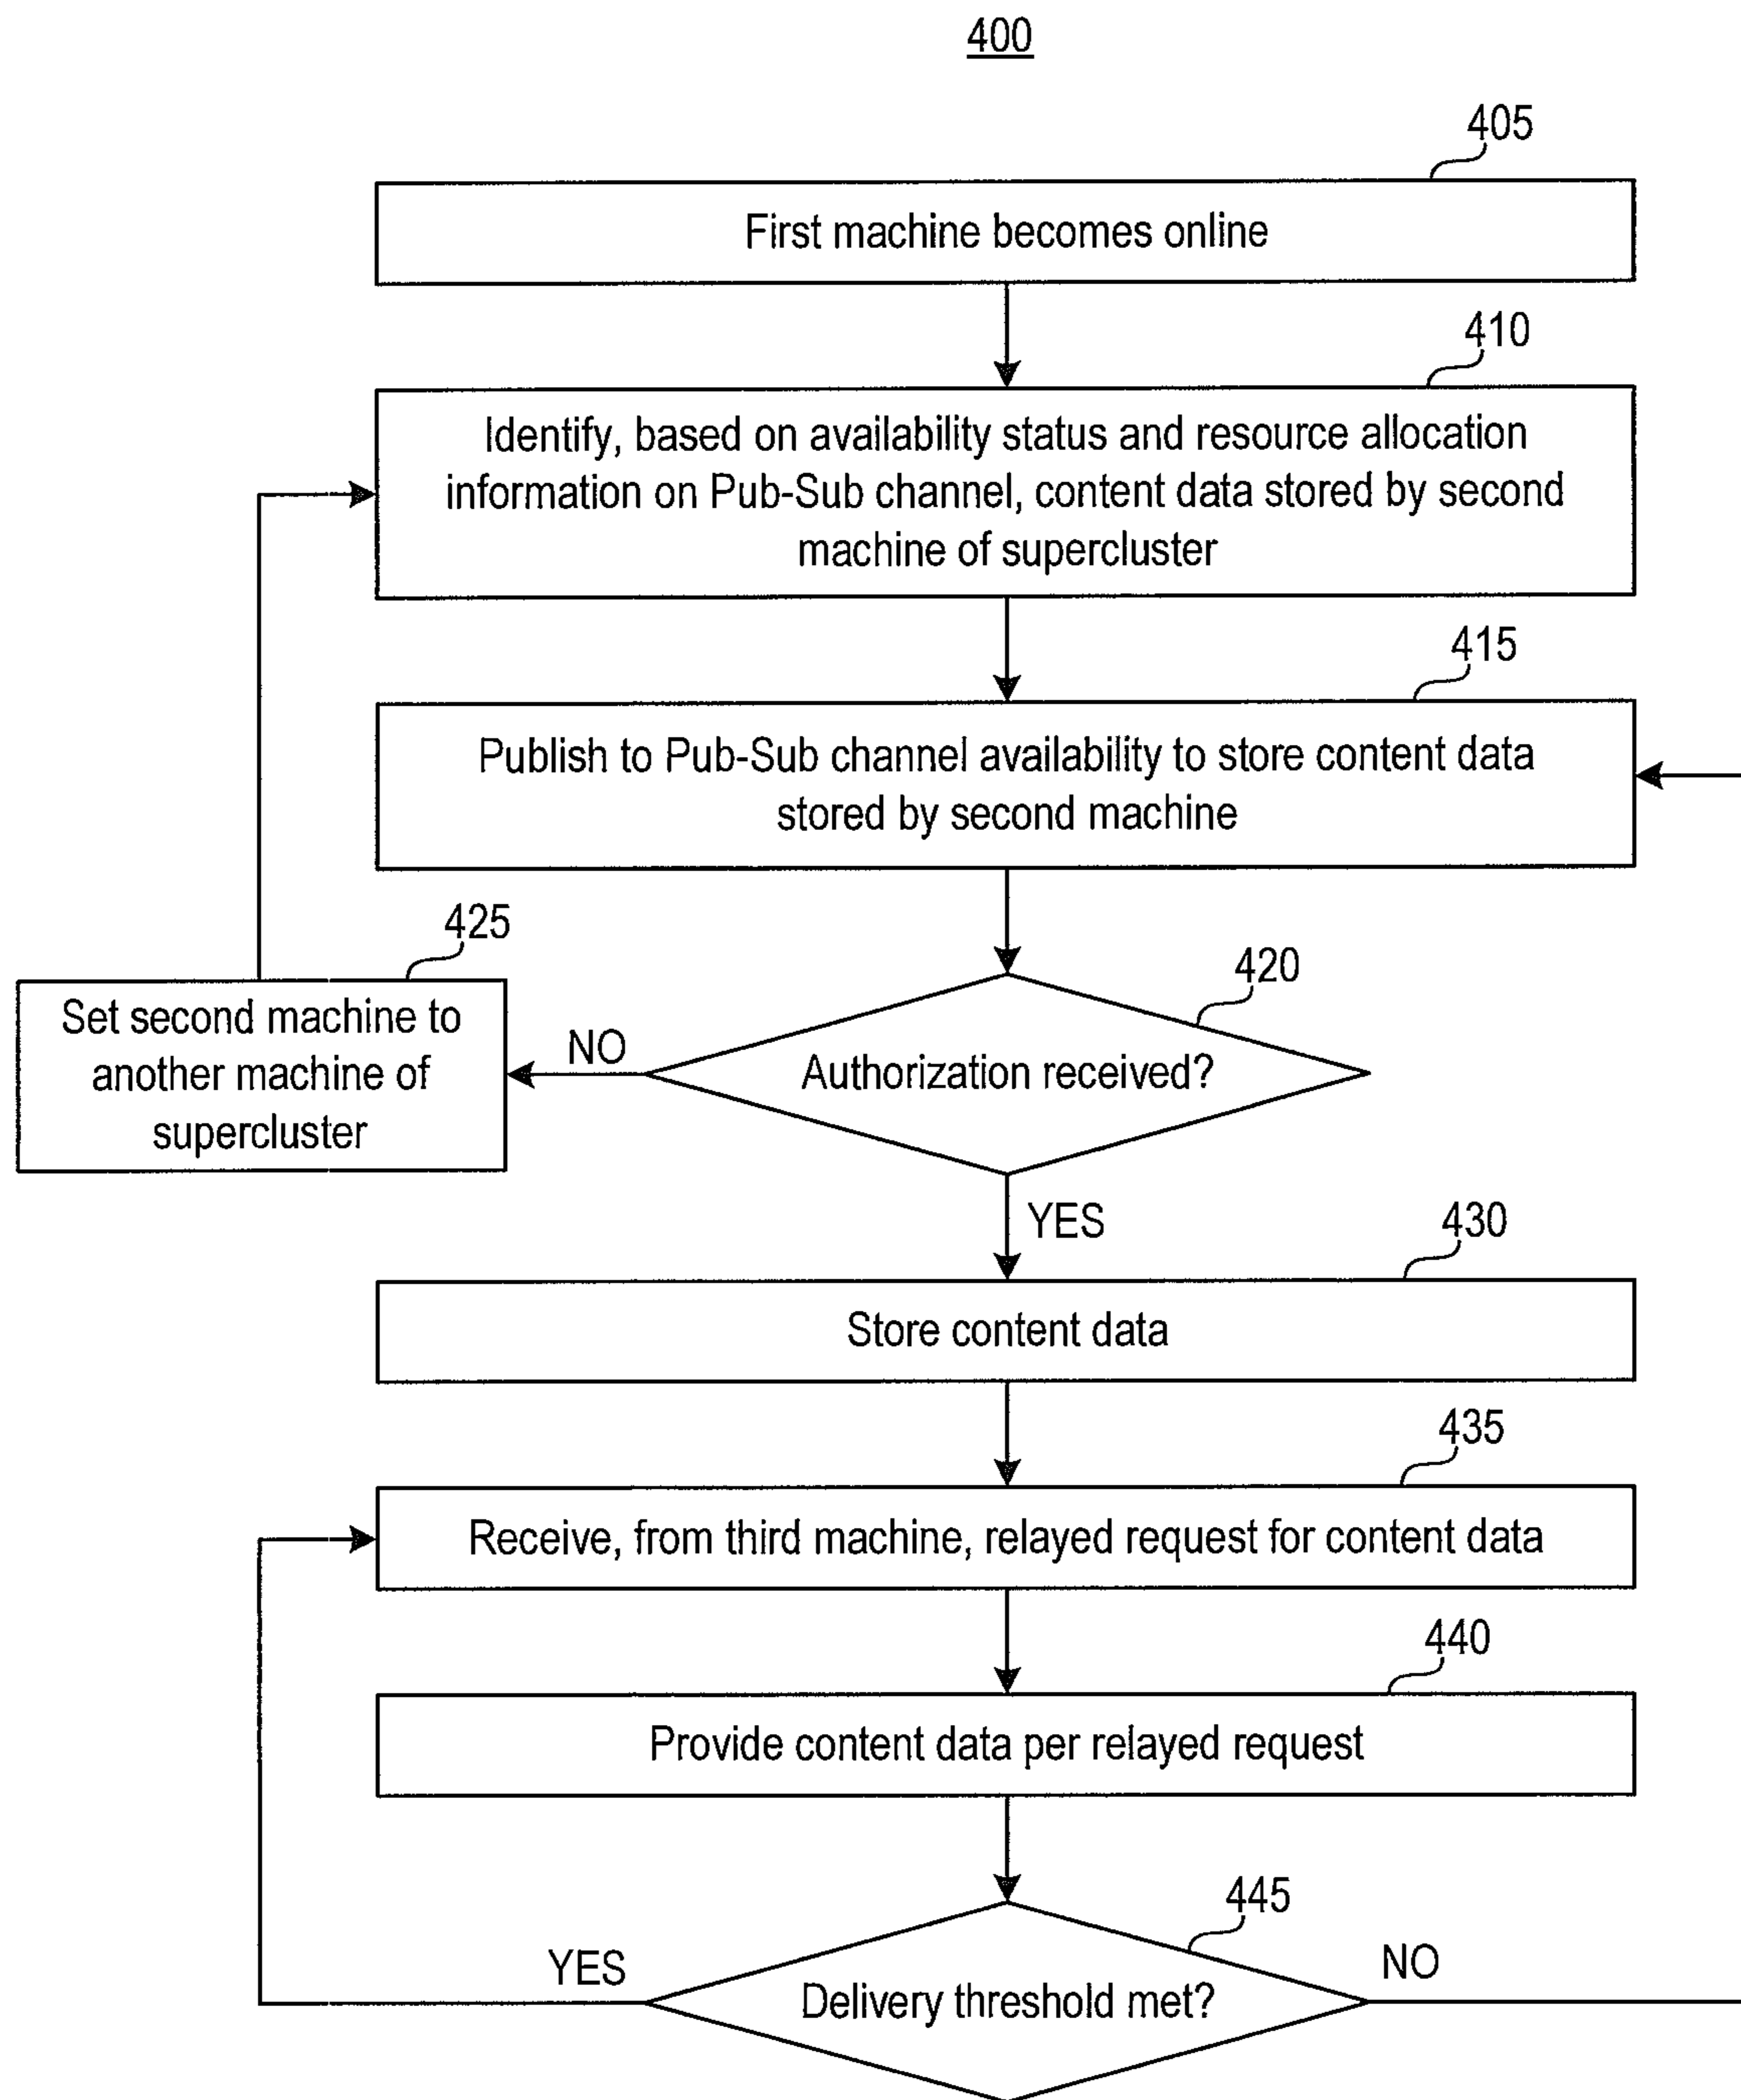 400
405
First machine becomes online
410
Identify, based on availability status and resource allocation
information on Pub-Sub channel, content data stored by second
machine of supercluster
415
Publish to Pub-Sub channel availability to store content data
stored by second machine
425
Set second machine to
another machine of
supercluster
NO
420
Authorization received?
YES
430
Store content data
435
Receive, from third machine, relayed request for content data
440
Provide content data per relayed request
445
YES
Delivery threshold met?
NO